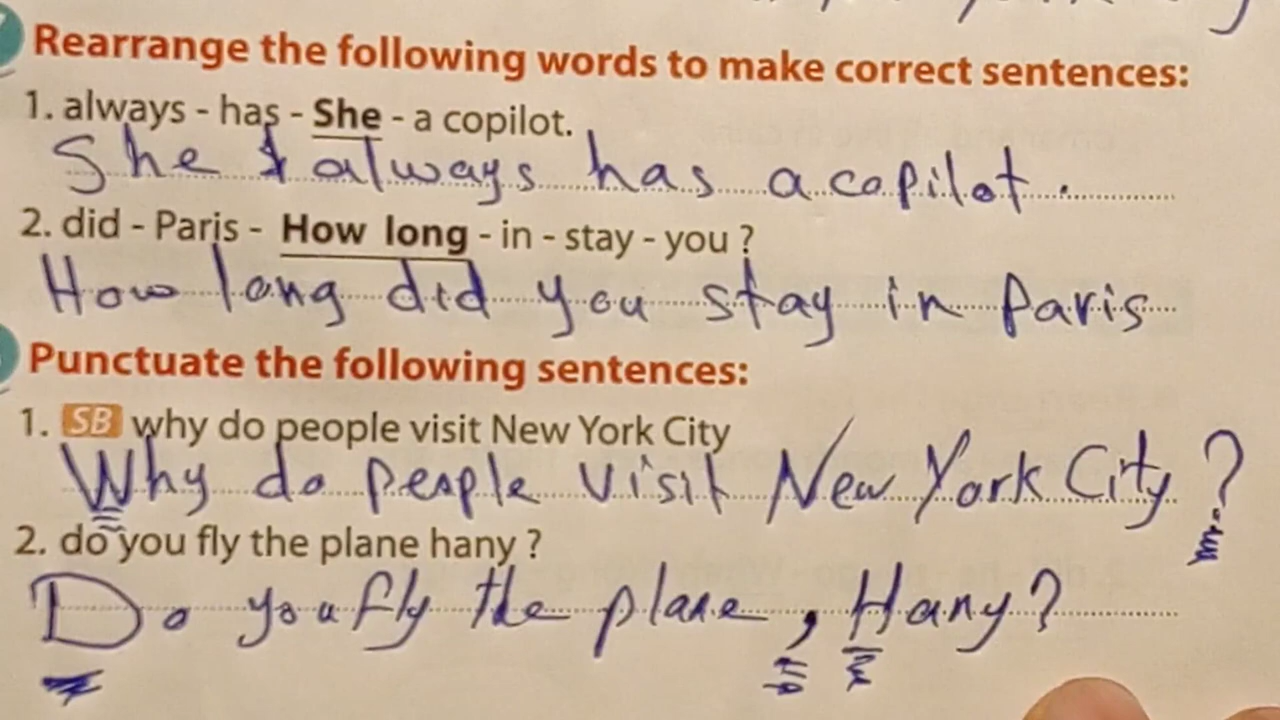 Rearrange the following words to make correct sentences:
1. always - has - She - a copilot.
She always has a copilot.
2. did - Paris - How long - in - stay - you ?
How long did you stay in Paris
Punctuate the following sentences:
1. SB why do people visit New York City
Why do people visit New York City ?
2. do you fly the plane hany ?
Do you fly the plane , Hany ?